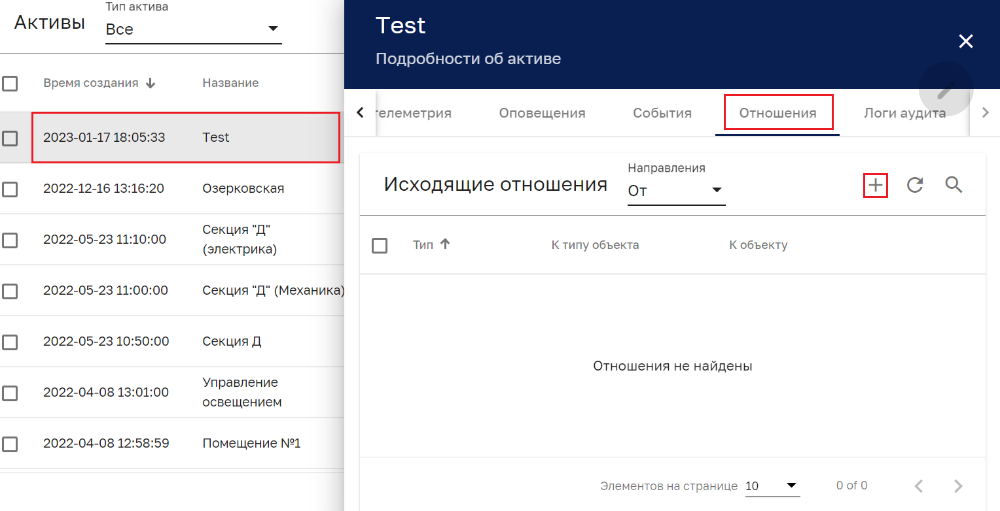 Активы
Тип актива
Все
Время создания
Название
2023-01-17 18:05:33
Test
2022-12-16 13:16:20
Озерковская
2022-05-23 11:10:00
Секция "Д"
(электрика)
2022-05-23 11:00:00
Секция "Д" (Механика)
2022-05-23 10:50:00
Секция Д
2022-04-08 13:01:00
Управление
освещением
2022-04-08 12:58:59
Помещение №1
Test
Подробности об активе
телеметрия
Оповещения
События
Отношения
Логи аудита
Исходящие отношения
Направления
От
Тип
К типу объекта
К объекту
Отношения не найдены
Элементов на странице
10
0 of 0